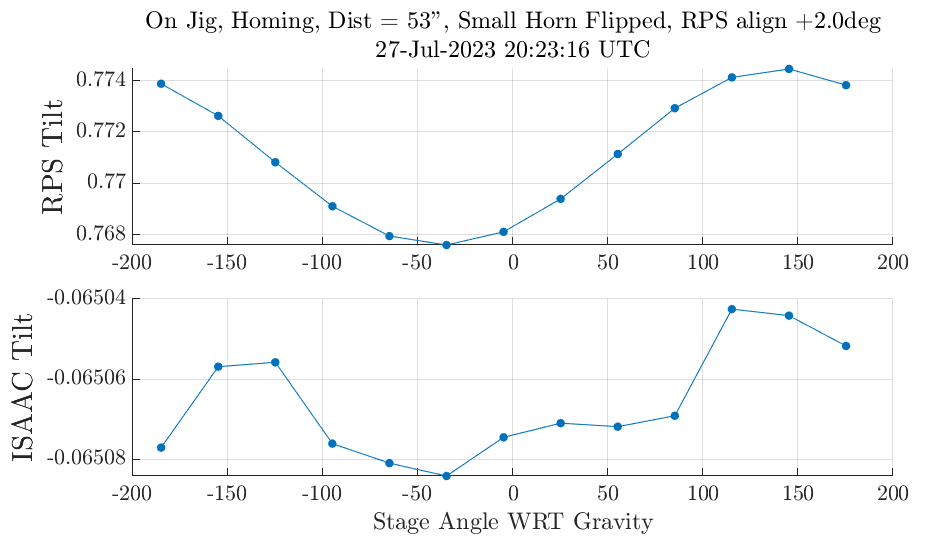 On Jig, Homing, Dist = 53", Small Horn Flipped, RPS align +2.0deg
27-Jul-2023 20:23:16 UTC
RPS Tilt
0.774
0.772
0.77
0.768
-200 -150 -100 -50 0 50 100 150 200
ISAAC Tilt
-0.06504
-0.06506
-0.06508
-200 -150 -100 -50 0 50 100 150 200
Stage Angle WRT Gravity